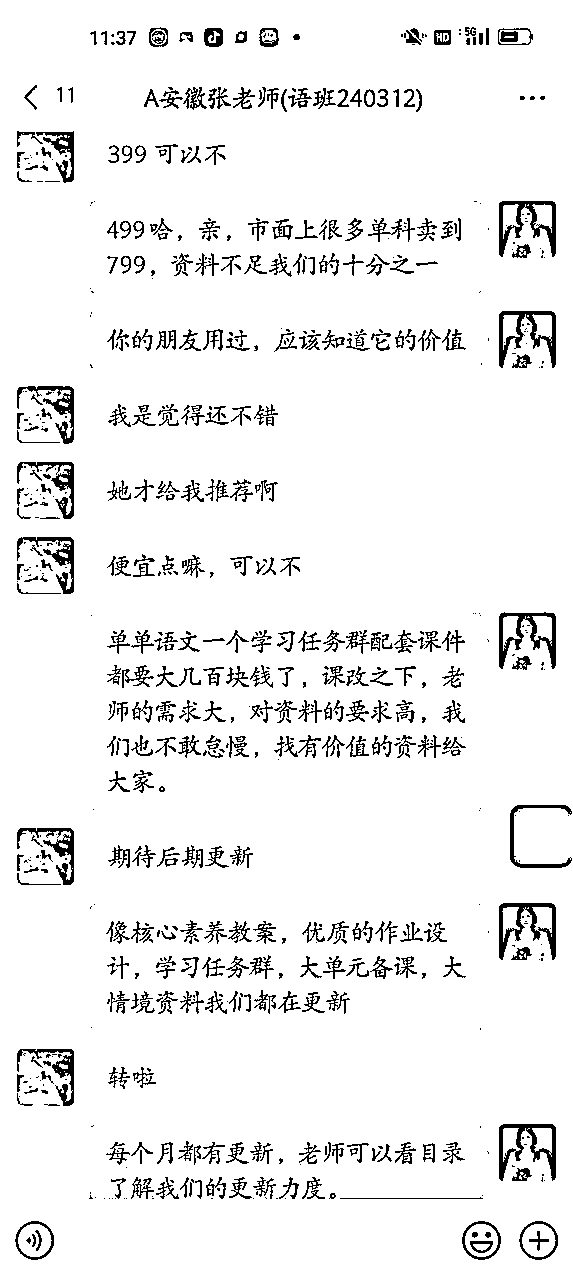 11:37
HD 5G
11
A安徽张老师(语班240312)
399 可以不
499哈，亲，市面上很多单科卖到
799，资料不足我们的十分之一
你的朋友用过，应该知道它的价值
我是觉得还不错
她才给我推荐啊
便宜点嘛，可以不
单单语文一个学习任务群配套课件
都要大几百块钱了，课改之下，老
师的需求大，对资料的要求高，我
们也不敢怠慢，找有价值的资料给
大家。
期待后期更新
像核心素养教案，优质的作业设
计，学习任务群，大单元备课，大
情境资料我们都在更新
转啦
每个月都有更新，老师可以看目录
了解我们的更新力度。